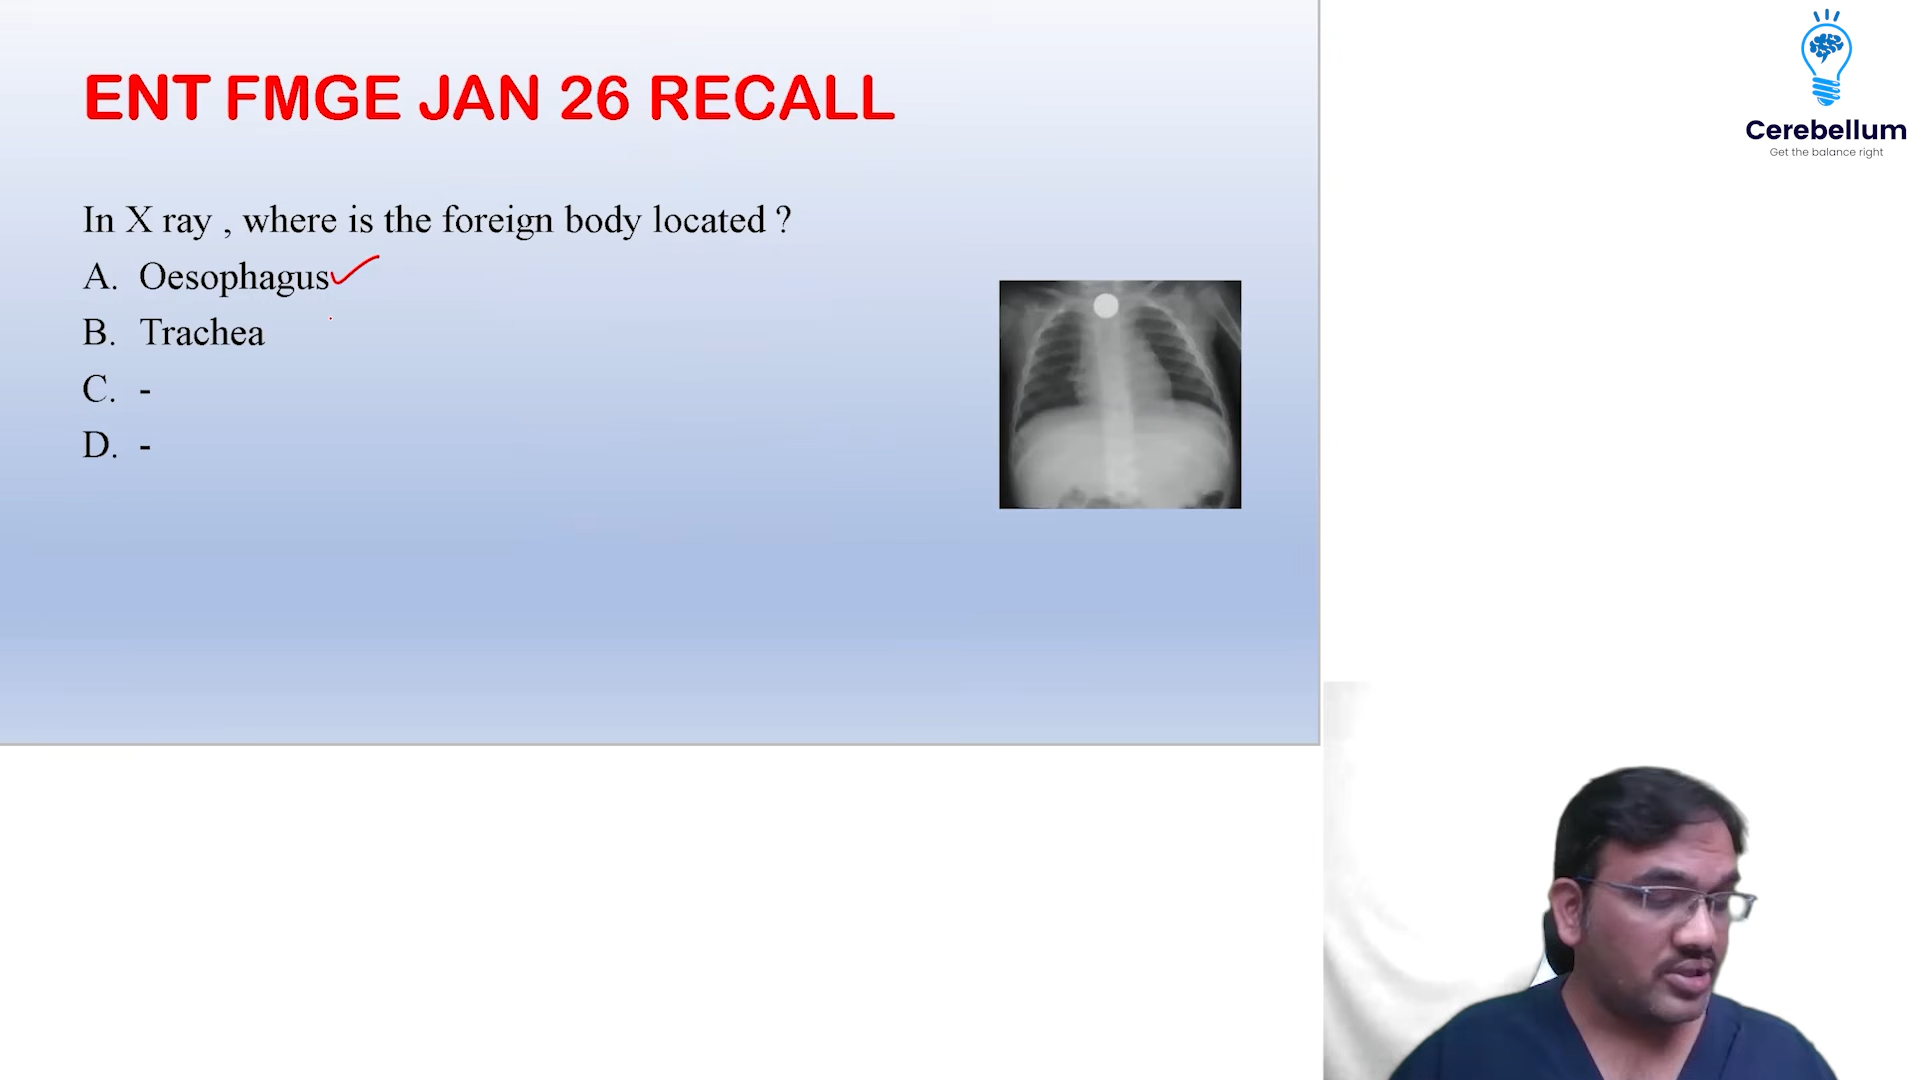 ENT FMGE JAN 26 RECALL
In X ray , where is the foreign body located ?
A. Oesophagus
B. Trachea
C. -
D. -
Cerebellum
Get the balance right